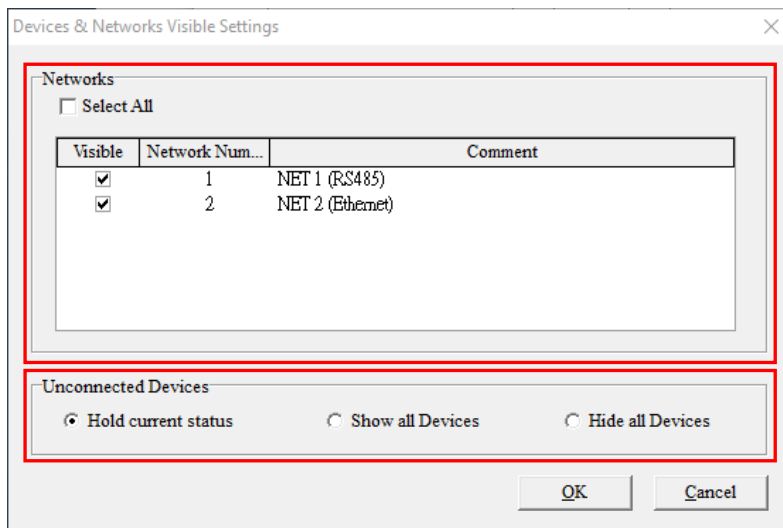 Devices & Networks Visible Settings
Networks
Select All
Visible Network Num... Comment
1 NET 1 (RS485)
2 NET 2 (Ethernet)
Unconnected Devices
Hold current status Show all Devices Hide all Devices
OK Cancel